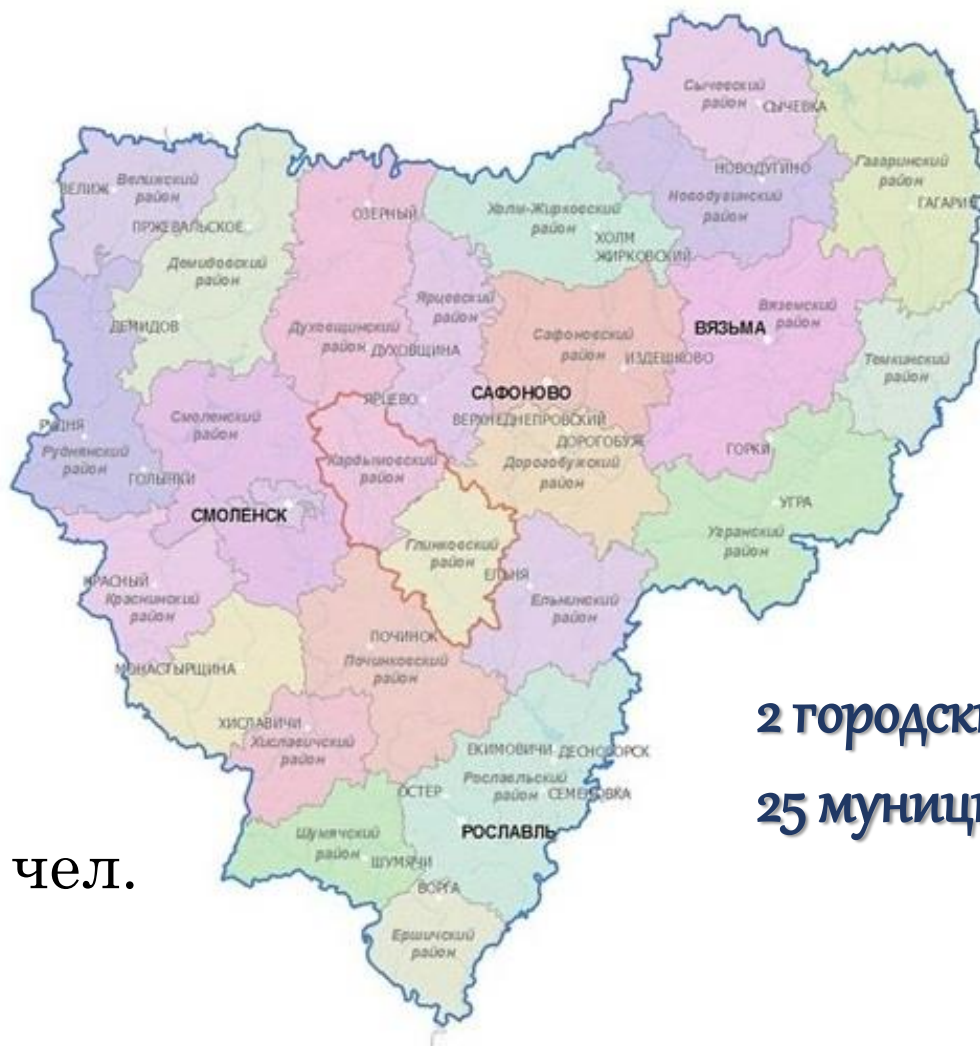 Сычевский
район
СЫЧЕВКА
Гагаринский
район
НОВОДУГИНО
Новодугинский
район
ВЕЛИЖ
Велижский
район
ОЗЕРНЫЙ
Холм-Жирковский
район
ХОЛМ
ЖИРКОВСКИЙ
ГАГАРИН
ПРЖЕВАЛЬСКОЕ
Демидовский
район
Ярцевский
район
ДЕМИДОВ
Духовщинский
район
ДУХОВЩИНА
Сафоновский
район
ИЗДЕШКОВО
ВЯЗЬМА
Вяземский
район
Темкинский
район
САФОНОВО
ЯРЦЕВО
ВЕРХНЕДНЕПРОВСКИЙ
ДОРОГОБУЖ
Дорогобужский
район
РУДНЯ
Руднянский
район
ГОЛЫНКИ
Смоленский
район
Кардымовский
район
ГОРКИ
УГРА
Угранский
район
СМОЛЕНСК
Глинковский
район
ЕЛЬНЯ
Ельнинский
район
КРАСНЫЙ
Краснинский
район
ПОЧИНОК
Починковский
район
МОНАСТЫРЩИНА
ХИСЛАВИЧИ
Хиславичский
район
ЕКИМОВИЧИ
ДЕСНОГОРСК
Рославльский
район
СЕМЕНОВКА
ОСТЕР
РОСЛАВЛЬ
Шумячский
район
ШУМЯЧИ
ВОРГА
Ершичский
район
2 городск
25 муниц
чел.